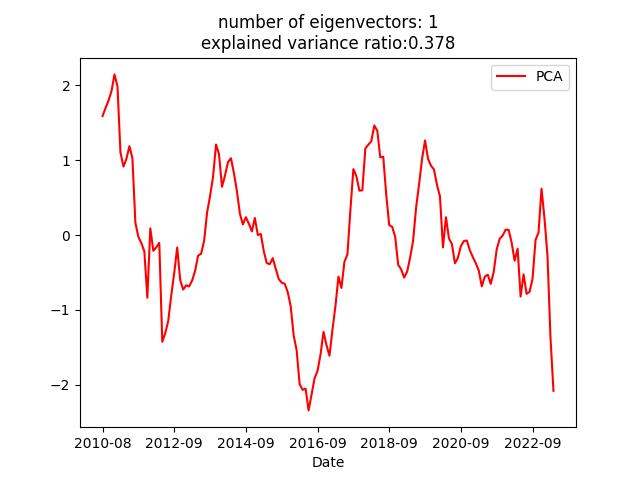 number of eigenvectors: 1
explained variance ratio:0.378
PCA
2
1
0
−1
−2
2010-08 2012-09 2014-09 2016-09 2018-09 2020-09 2022-09
Date